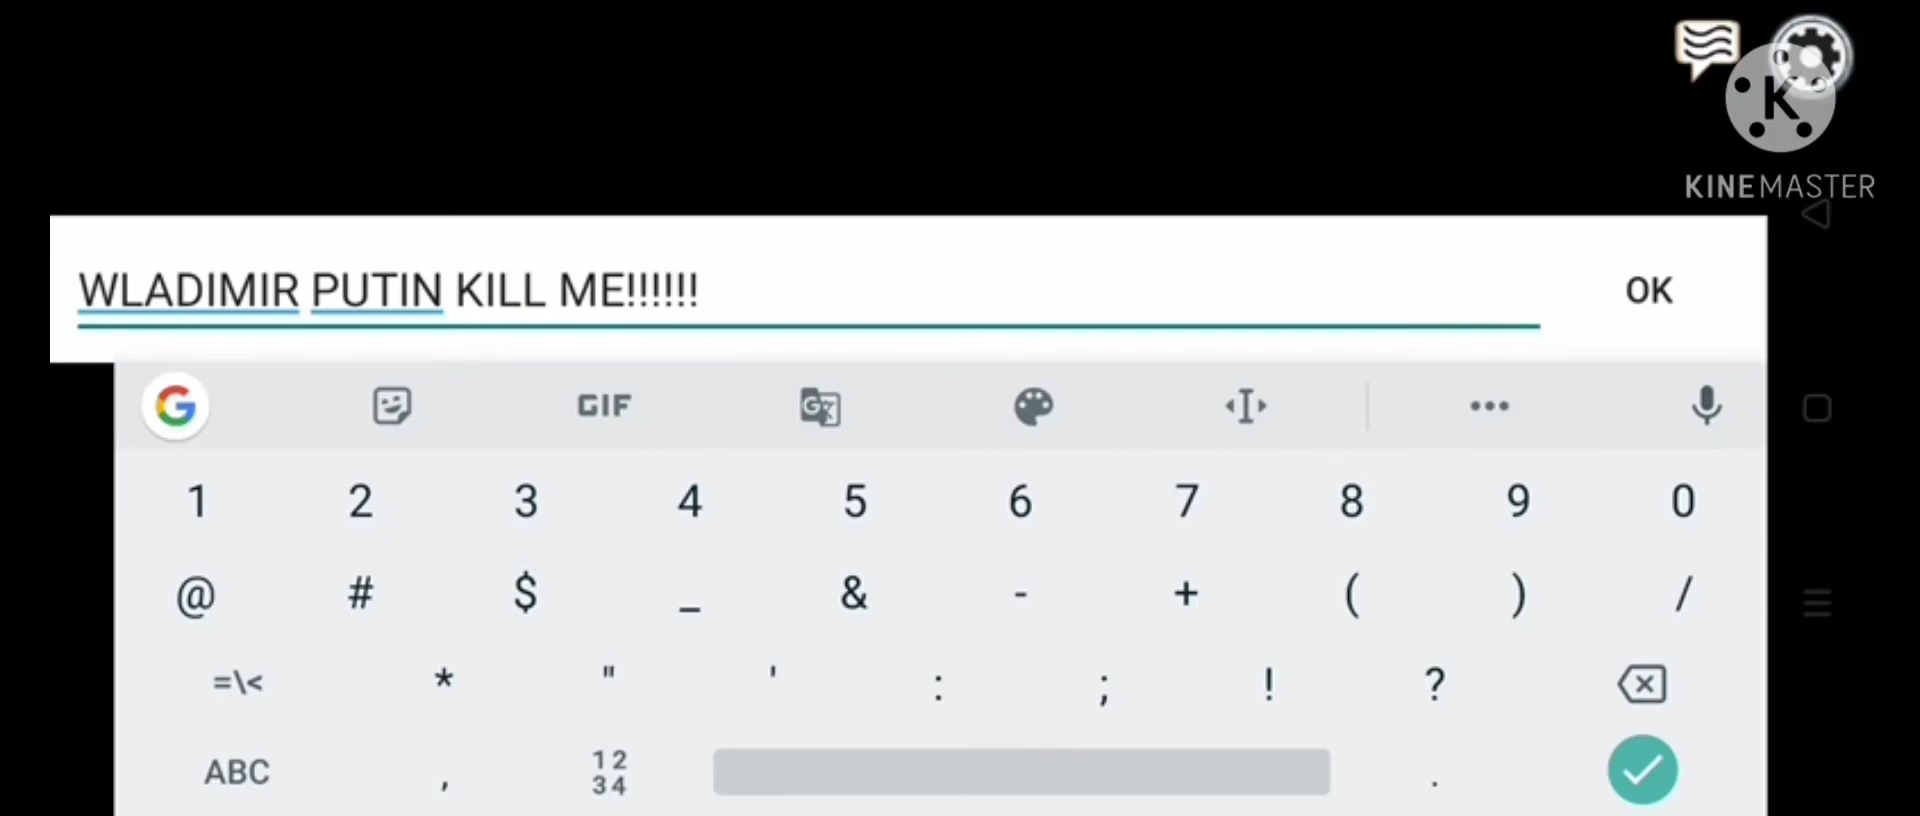 KINEMASTER
WLADIMIR PUTIN KILL ME!!!!!! OK
GIF
1 2 3 4 5 6 7 8 9 0
@ # $ _ & - + ( ) /
=\< * " ' : ; ! ?
ABC , 12 34 .